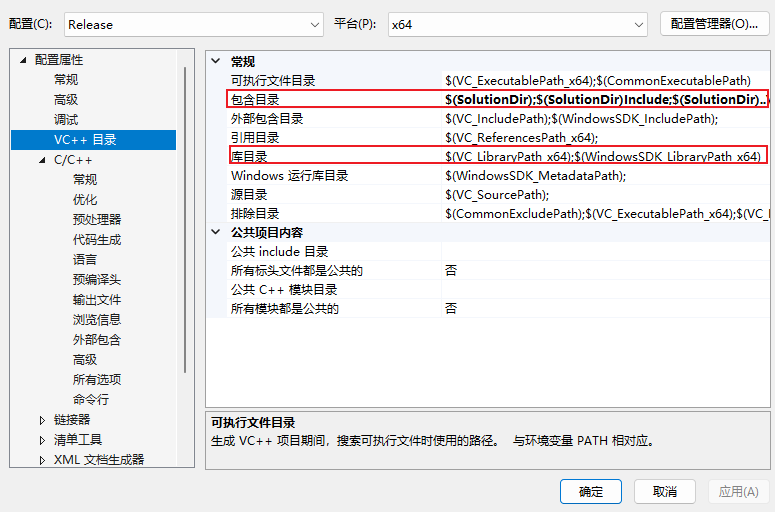 配置(C): Release 平台(P): x64 配置管理器(O)...
配置属性
常规
高级
调试
VC++ 目录
C/C++
常规
优化
预处理器
代码生成
语言
预编译头
输出文件
浏览信息
外部包含
高级
所有选项
命令行
链接器
清单工具
XML 文档生成器
常规
可执行文件目录 $(VC_ExecutablePath_x64);$(CommonExecutablePath)
包含目录 $(SolutionDir);$(SolutionDir)Include;$(SolutionDir)..
外部包含目录 $(VC_IncludePath);$(WindowsSDK_IncludePath);
引用目录 $(VC_ReferencesPath_x64);
库目录 $(VC_LibraryPath_x64);$(WindowsSDK_LibraryPath_x64)
Windows 运行库目录 $(WindowsSDK_MetadataPath);
源目录 $(VC_SourcePath);
排除目录 $(CommonExcludePath);$(VC_ExecutablePath_x64);$(VC_L
公共项目内容
公共 include 目录
所有标头文件都是公共的 否
公共 C++ 模块目录
所有模块都是公共的 否
可执行文件目录
生成 VC++ 项目期间，搜索可执行文件时使用的路径。 与环境变量 PATH 相对应。
确定 取消 应用(A)